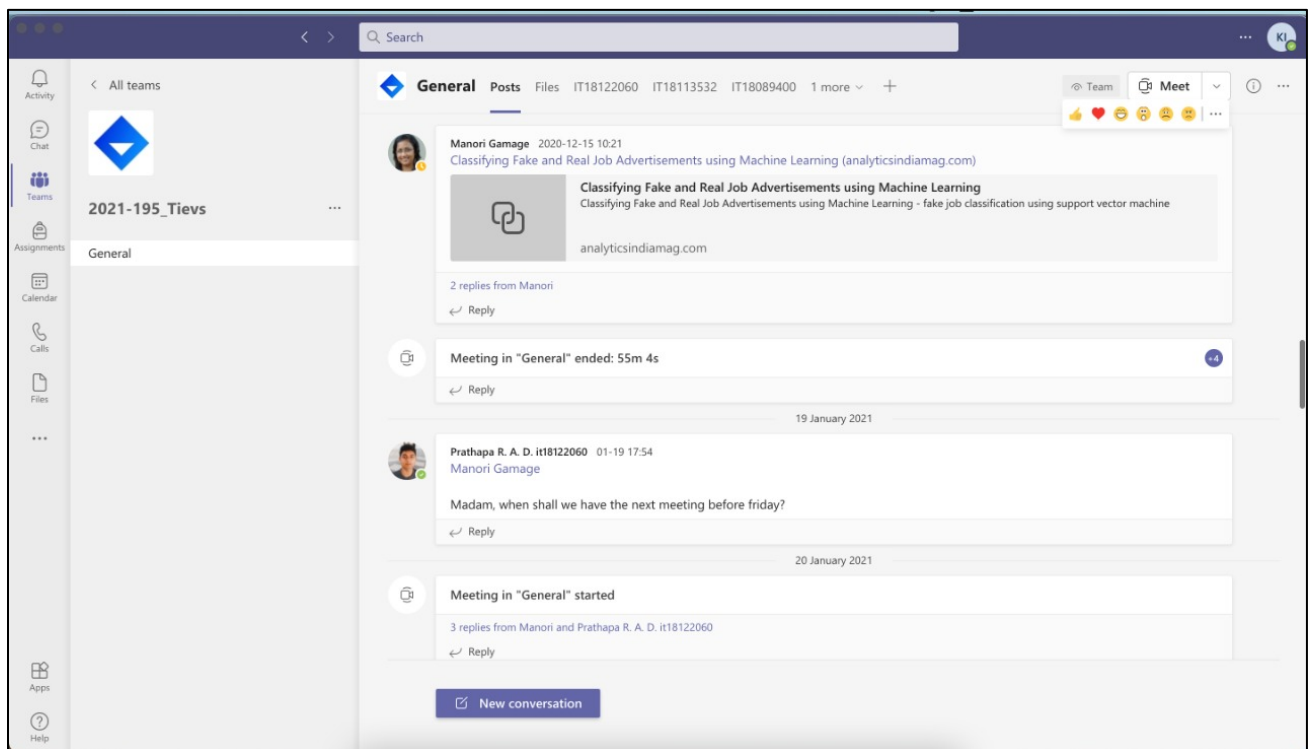 Search
KI
Activity
Chat
Teams
Assignments
Calendar
Calls
Files
Apps
Help
All teams
2021-195_Tievs
General
General Posts Files IT18122060 IT18113532 IT18089400 1 more
Team
Meet
Manori Gamage 2020-12-15 10:21
Classifying Fake and Real Job Advertisements using Machine Learning (analyticsindiamag.com)
Classifying Fake and Real Job Advertisements using Machine Learning
Classifying Fake and Real Job Advertisements using Machine Learning - fake job classification using support vector machine
analyticsindiamag.com
2 replies from Manori
Reply
Meeting in "General" ended: 55m 4s
+4
Reply
19 January 2021
Prathapa R. A. D. it18122060 01-19 17:54
Manori Gamage
Madam, when shall we have the next meeting before friday?
Reply
20 January 2021
Meeting in "General" started
3 replies from Manori and Prathapa R. A. D. it18122060
Reply
New conversation